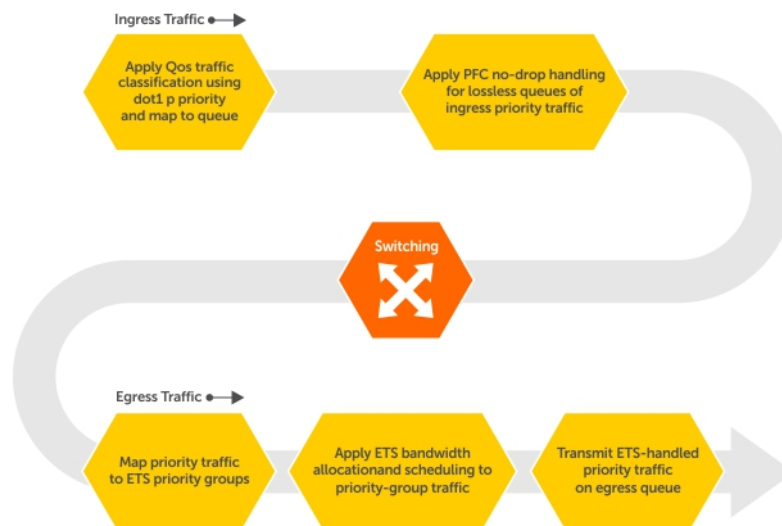 Ingress Traffic
Apply Qos traffic
classification using
dot1 p priority
and map to queue
Apply PFC no-drop handling
for lossless queues of
ingress priority traffic
Switching
Egress Traffic
Map priority traffic
to ETS priority groups
Apply ETS bandwidth
allocationand scheduling to
priority-group traffic
Transmit ETS-handled
priority traffic
on egress queue